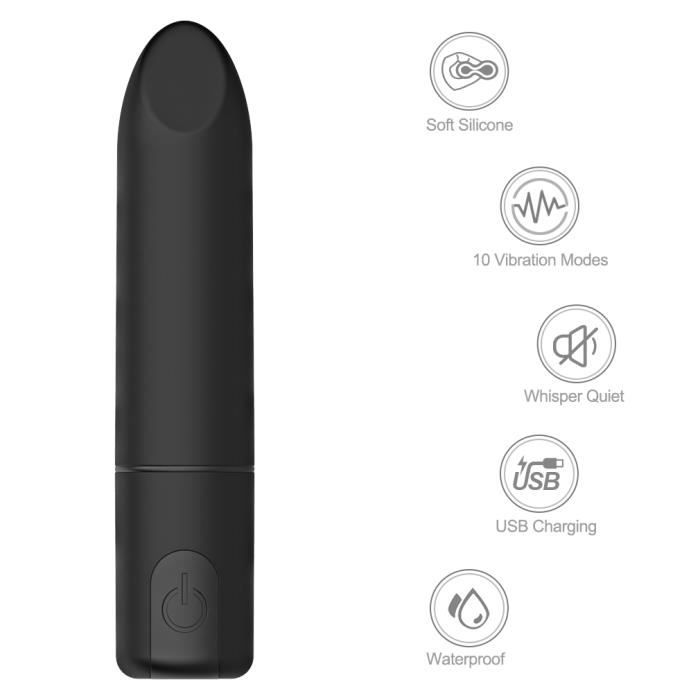 Soft Silicone
10 Vibration Modes
Whisper Quiet
USB
USB Charging
Waterproof